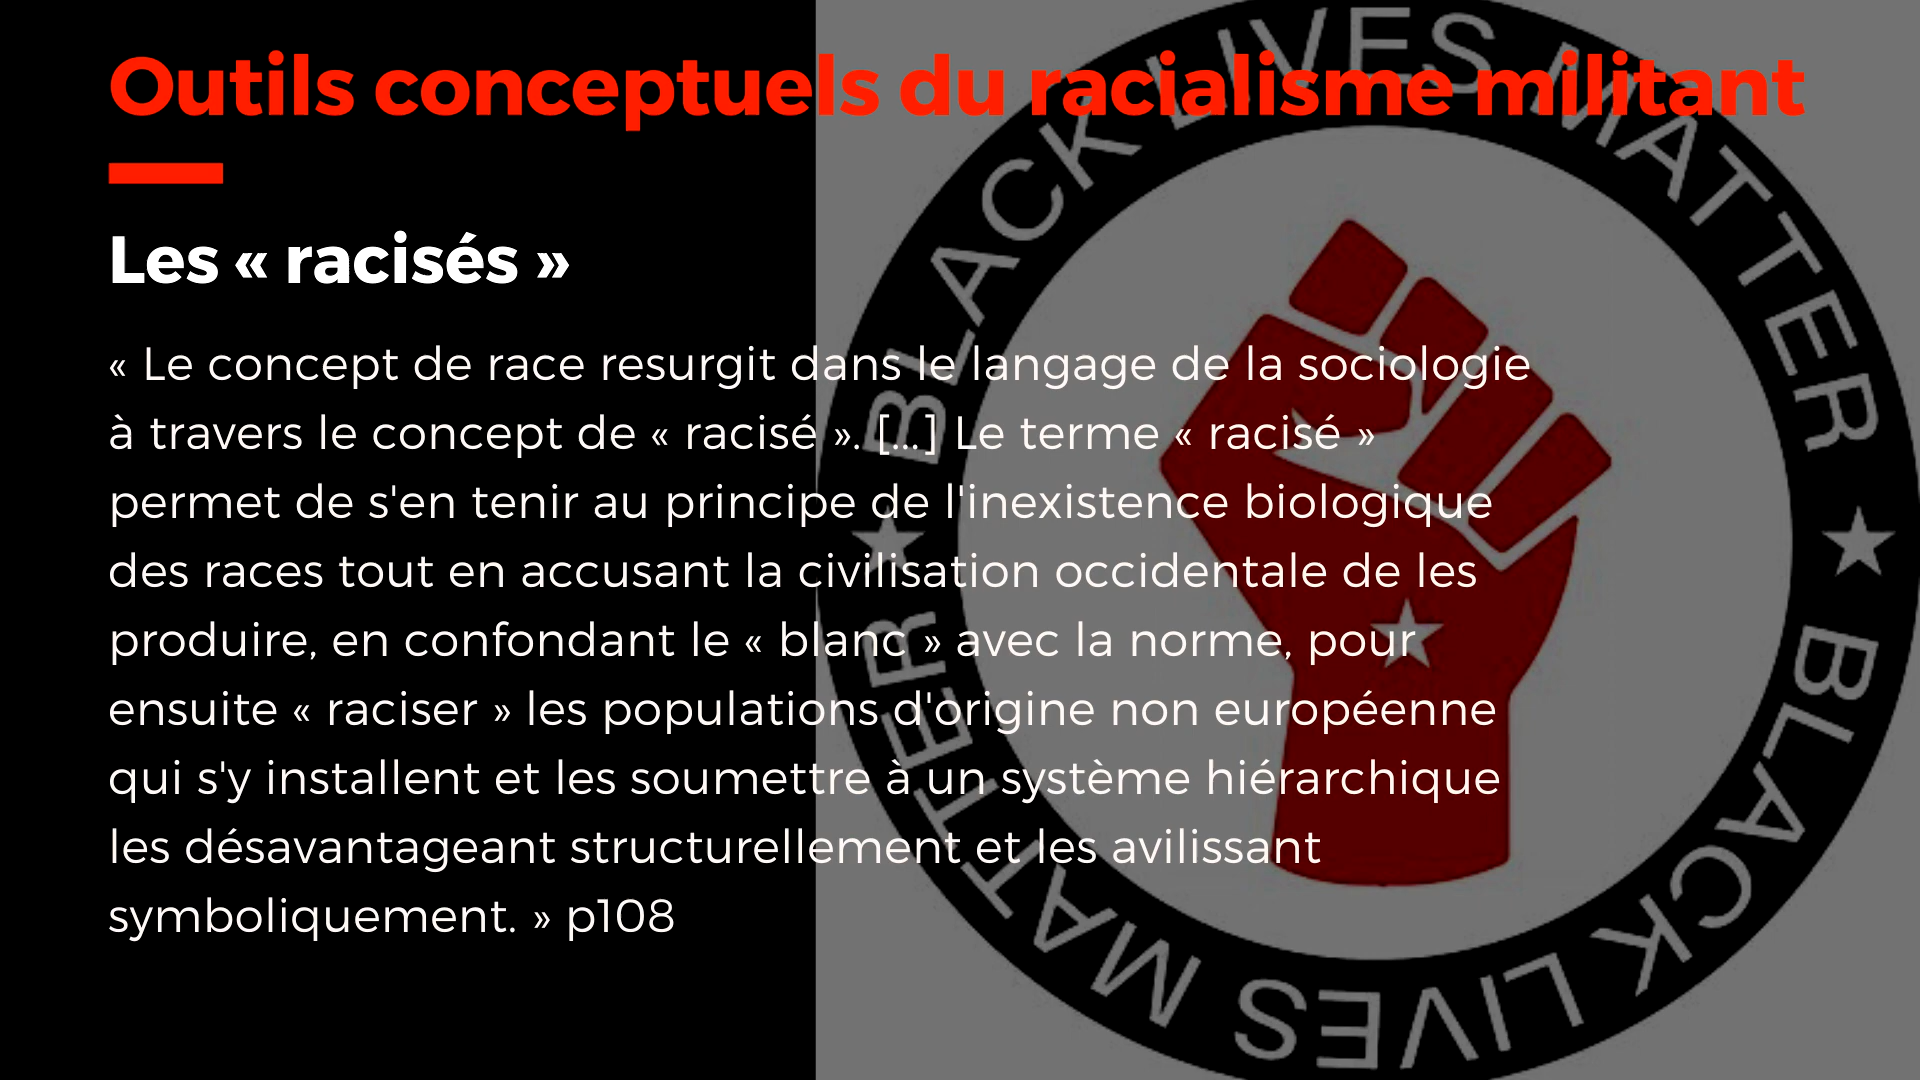 Outils conceptuels du racialisme militant
Les « racisés »
« Le concept de race resurgit dans le langage de la sociologie
à travers le concept de « racisé ». [...] Le terme « racisé »
permet de s'en tenir au principe de l'inexistence biologique
des races tout en accusant la civilisation occidentale de les
produire, en confondant le « blanc » avec la norme, pour
ensuite « raciser » les populations d'origine non européenne
qui s'y installent et les soumettre à un système hiérarchique
les désavantageant structurellement et les avilissant
symboliquement. » p108
BLACK LIVES MATTER
BLACK LIVES MATTER